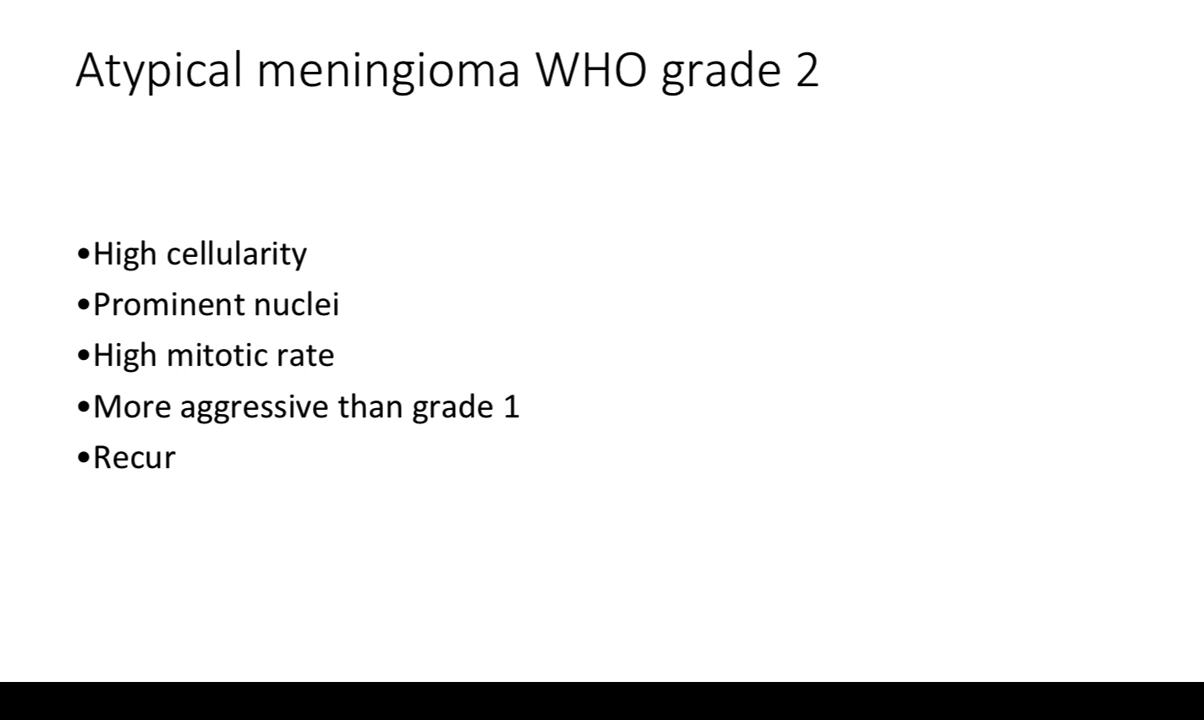 Atypical meningioma WHO grade 2
•High cellularity
•Prominent nuclei
•High mitotic rate
•More aggressive than grade 1
•Recur